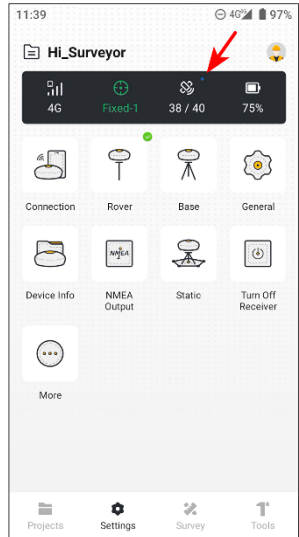 11:39
4G 97%
Hi_Surveyor
4G Fixed-1 38 / 40 75%
Connection Rover Base General
NMEA
Device Info NMEA Output Static Turn Off Receiver
More
Projects Settings Survey Tools